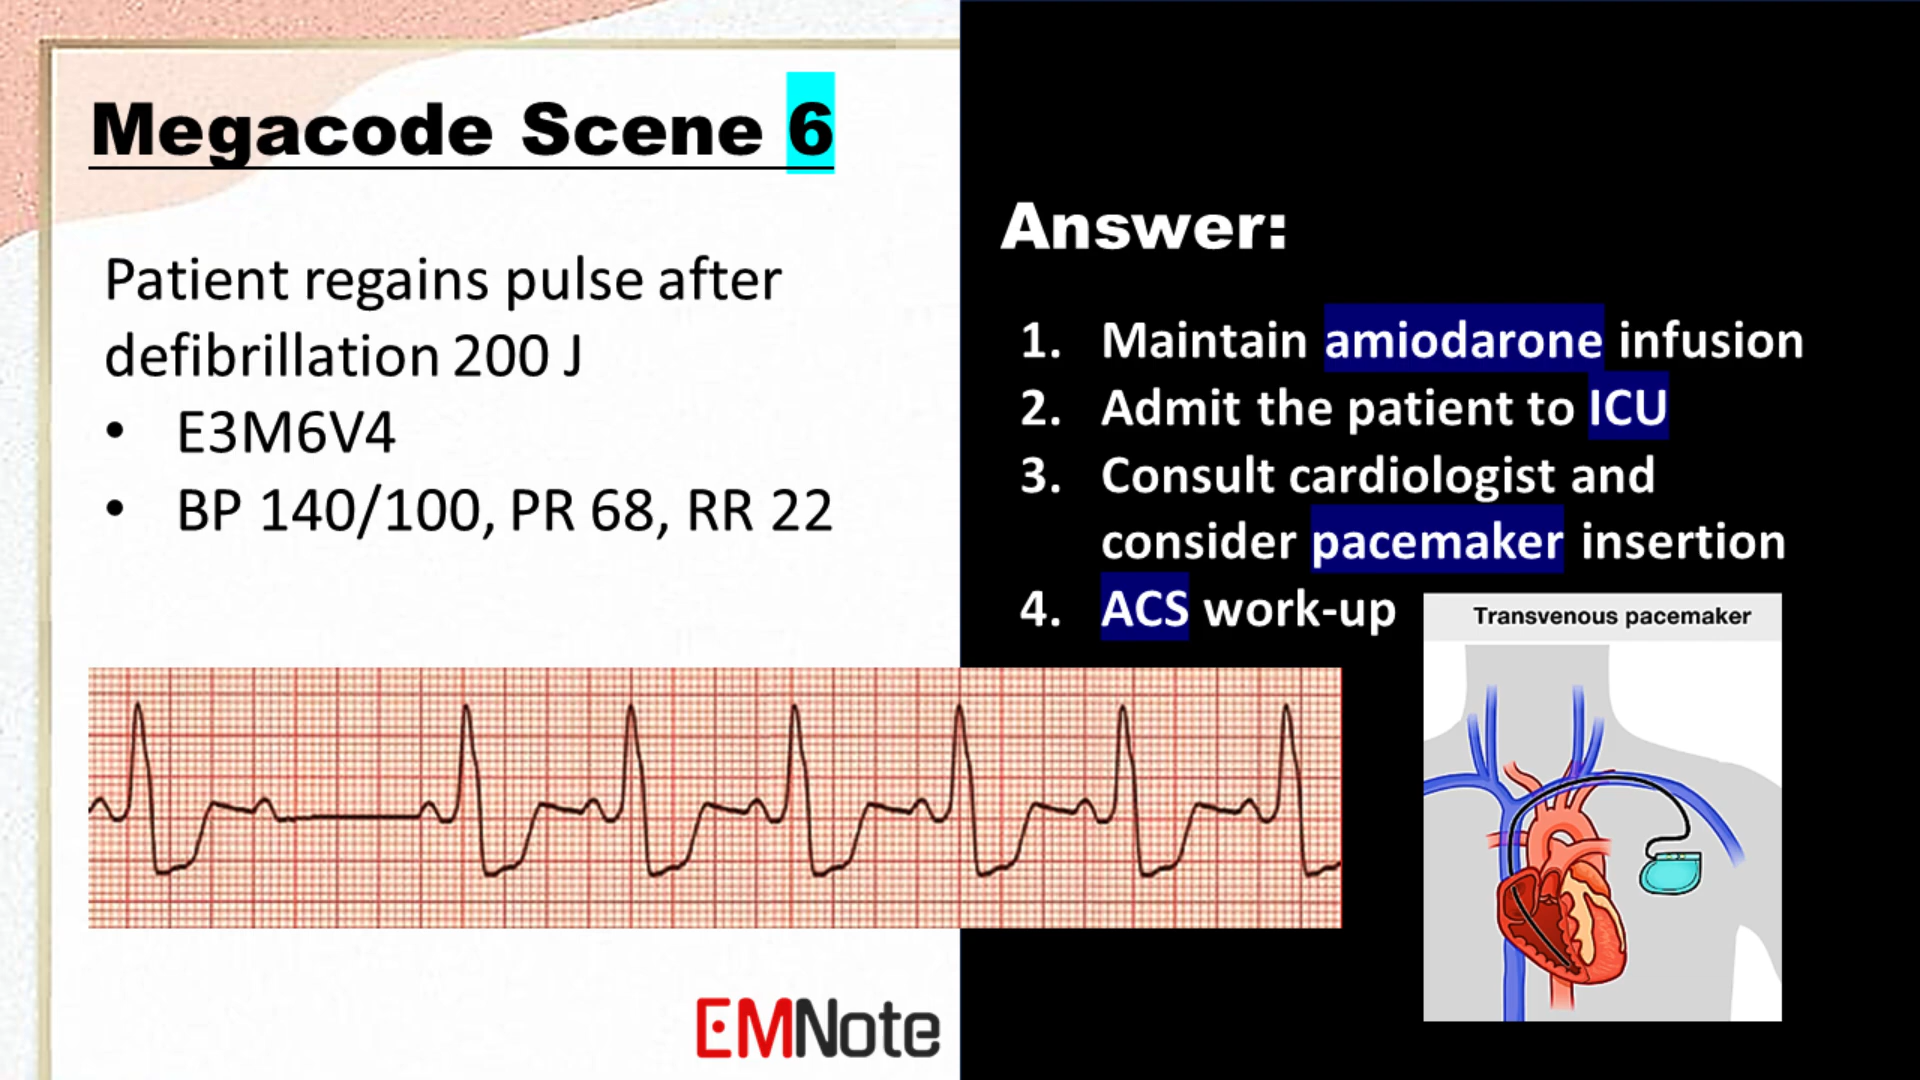 Megacode Scene 6
Patient regains pulse after
defibrillation 200 J
• E3M6V4
• BP 140/100, PR 68, RR 22
Answer:
1. Maintain amiodarone infusion
2. Admit the patient to ICU
3. Consult cardiologist and
consider pacemaker insertion
4. ACS work-up
Transvenous pacemaker
EMNote